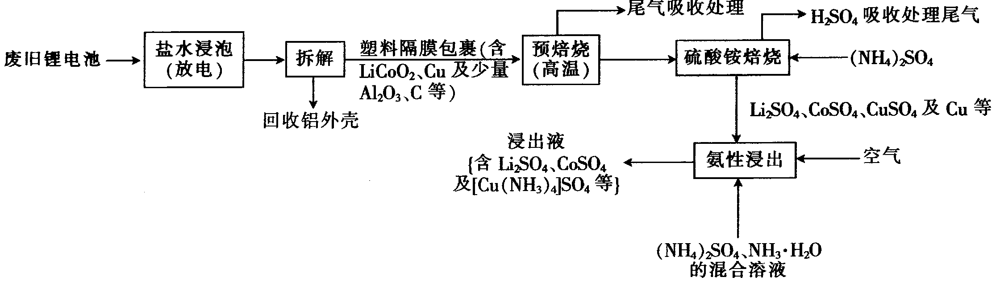 尾气吸收处理
H₂SO₄ 吸收处理尾气
废旧锂电池
盐水浸泡
(放电)
拆解
塑料隔膜包裹(含
LiCoO₂、Cu 及少量
Al₂O₃、C 等)
预焙烧
(高温)
硫酸铵焙烧
(NH₄)₂SO₄
回收铝外壳
Li₂SO₄、CoSO₄、CuSO₄ 及 Cu 等
浸出液
{含 Li₂SO₄、CoSO₄
及[Cu(NH₃)₄]SO₄ 等}
氨性浸出
空气
(NH₄)₂SO₄、NH₃·H₂O
的混合溶液